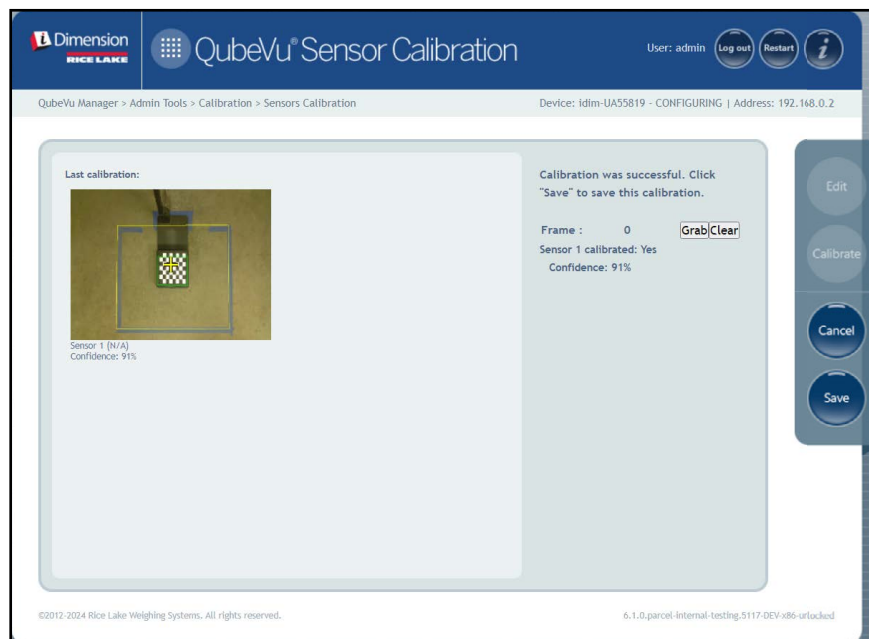 i Dimension
RICE LAKE
QubeVu® Sensor Calibration
User: admin
Log out
Restart
i
QubeVu Manager > Admin Tools > Calibration > Sensors Calibration
Device: idim-UA55819 - CONFIGURING | Address: 192.168.0.2
Last calibration:
Sensor 1 (N/A)
Confidence: 91%
Calibration was successful. Click
"Save" to save this calibration.
Frame : 0 Grab Clear
Sensor 1 calibrated: Yes
Confidence: 91%
Edit
Calibrate
Cancel
Save
©2012-2024 Rice Lake Weighing Systems. All rights reserved.
6.1.0.parcel-internal-testing.5117-DEV-x86-urlocked